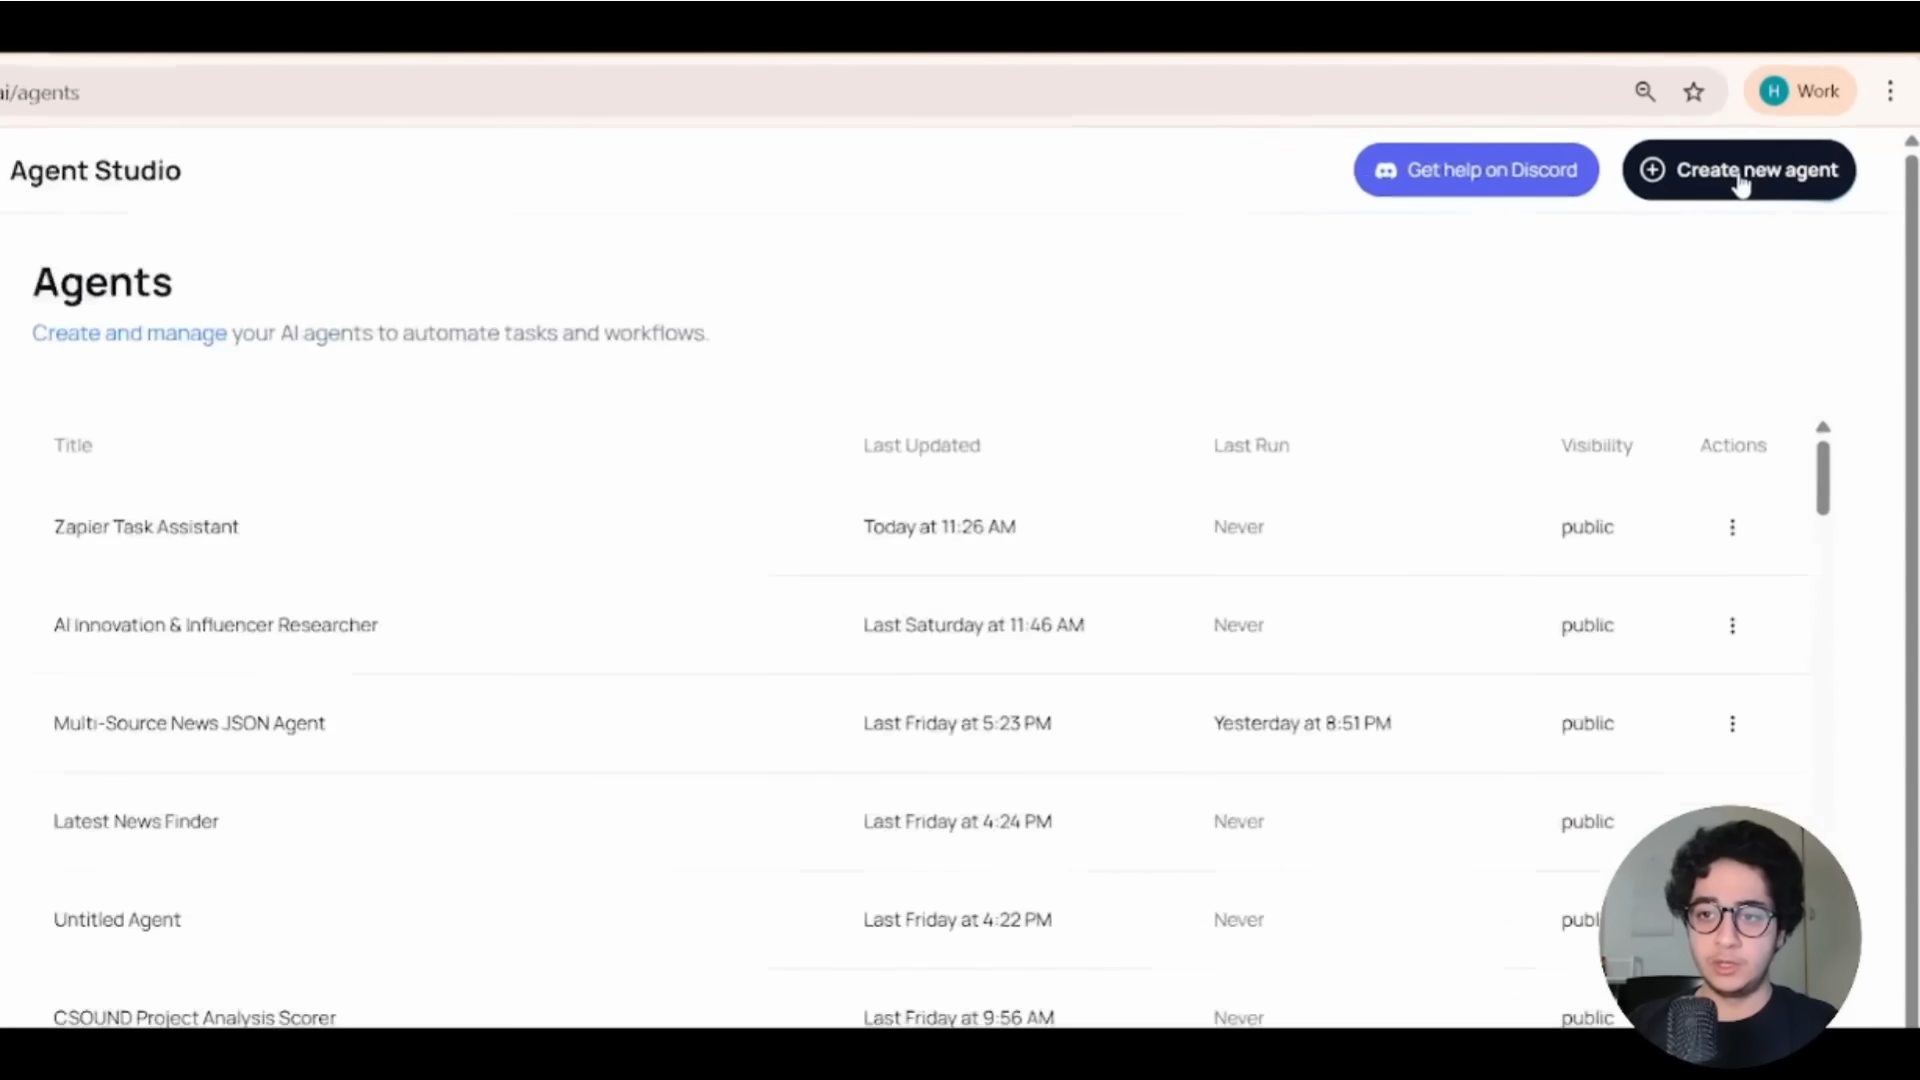 ai/agents
H Work
Agent Studio
Get help on Discord
Create new agent
Agents
Create and manage your AI agents to automate tasks and workflows.
Title Last Updated Last Run Visibility Actions
Zapier Task Assistant Today at 11:26 AM Never public
AI Innovation & Influencer Researcher Last Saturday at 11:46 AM Never public
Multi-Source News JSON Agent Last Friday at 5:23 PM Yesterday at 8:51 PM public
Latest News Finder Last Friday at 4:24 PM Never public
Untitled Agent Last Friday at 4:22 PM Never publ
CSOUND Project Analysis Scorer Last Friday at 9:56 AM Never public